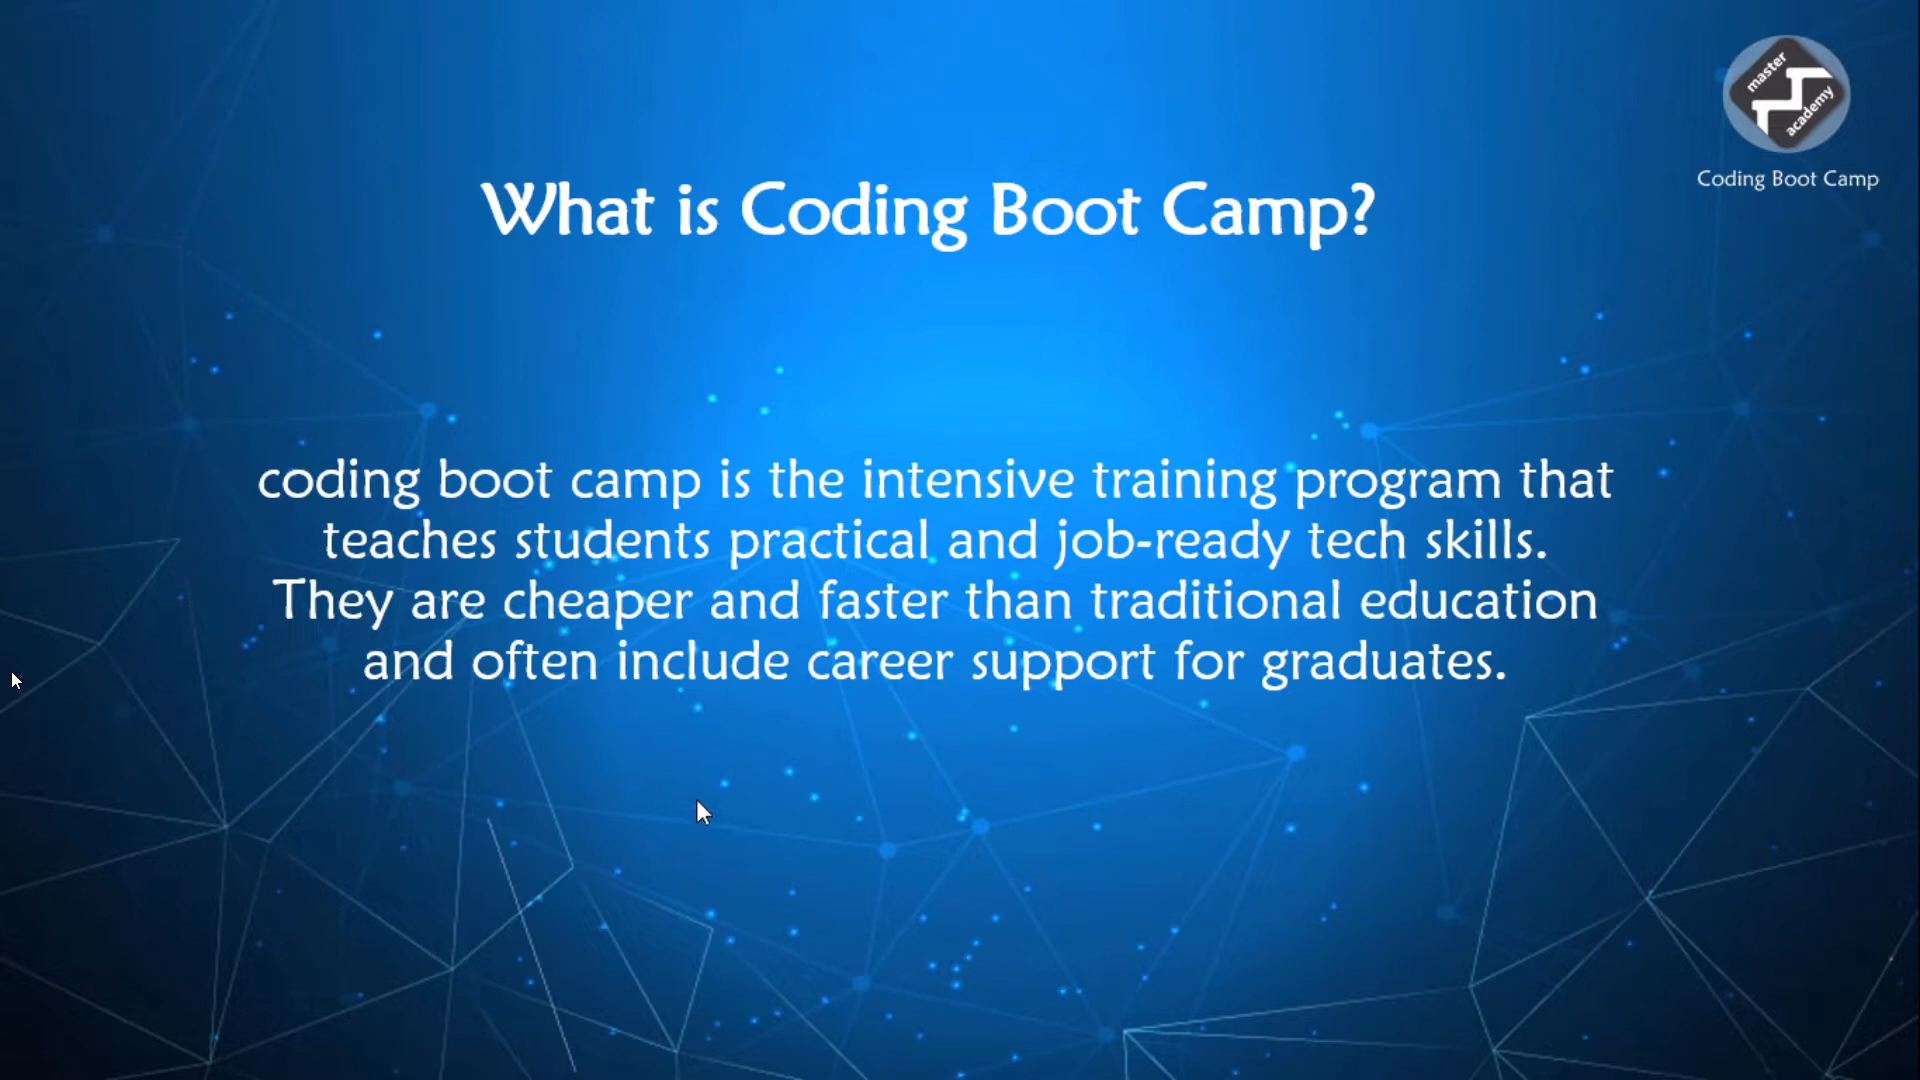 master
academy
Coding Boot Camp
What is Coding Boot Camp?
coding boot camp is the intensive training program that
teaches students practical and job-ready tech skills.
They are cheaper and faster than traditional education
and often include career support for graduates.